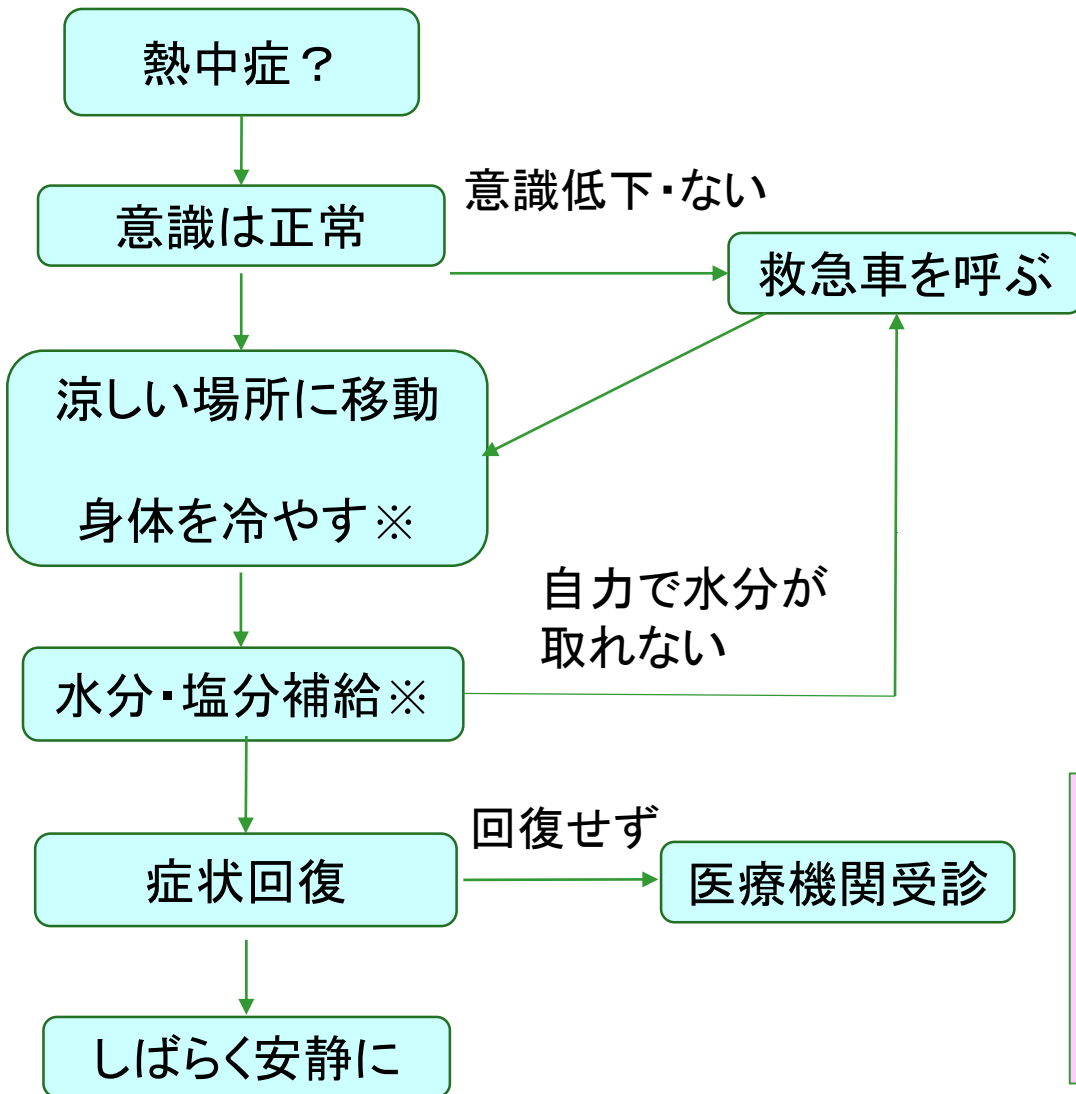 熱中症？
意識は正常
意識低下・ない
救急車を呼ぶ
涼しい場所に移動
身体を冷やす※
自力で水分が
取れない
水分・塩分補給※
症状回復
回復せず
医療機関受診
しばらく安静に